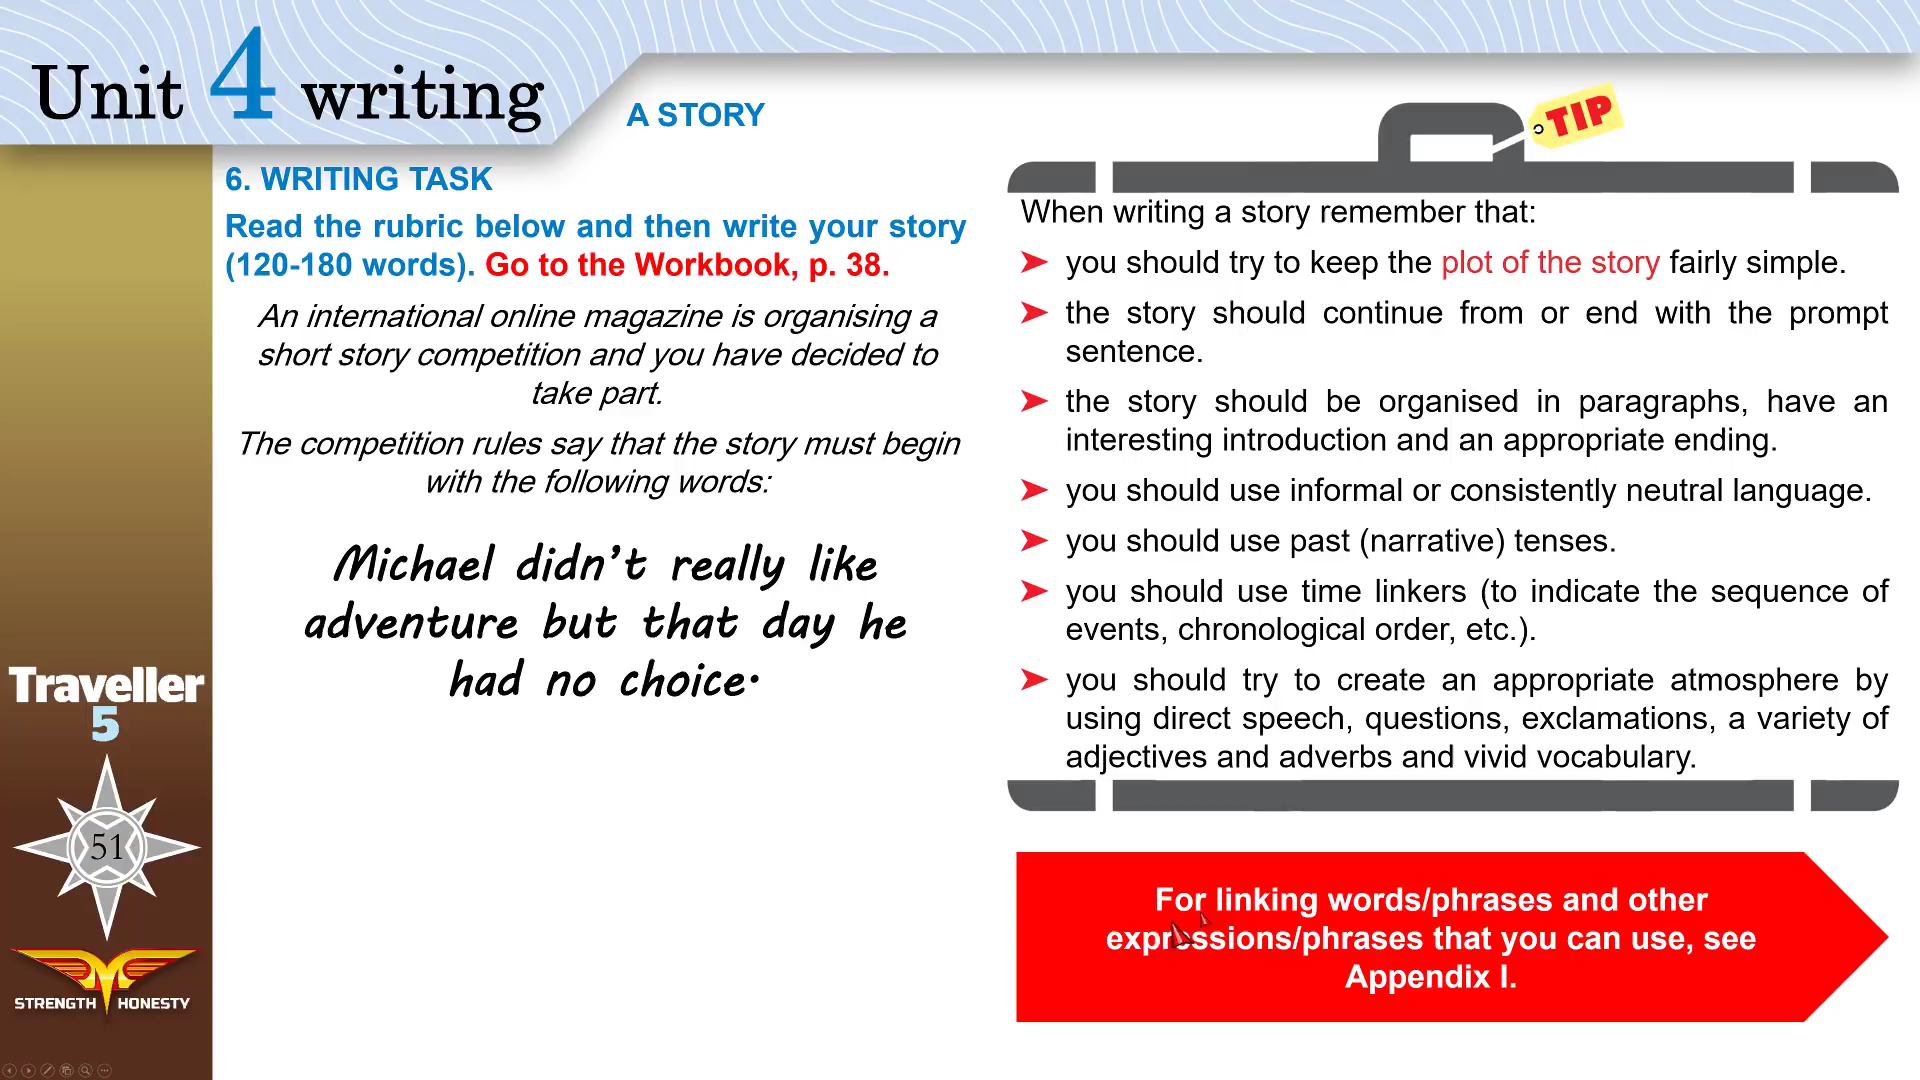 Unit 4 writing
A STORY
TIP
6. WRITING TASK
Read the rubric below and then write your story
(120-180 words). Go to the Workbook, p. 38.
An international online magazine is organising a
short story competition and you have decided to
take part.
The competition rules say that the story must begin
with the following words:
Michael didn't really like
adventure but that day he
had no choice.
When writing a story remember that:
➤ you should try to keep the plot of the story fairly simple.
➤ the story should continue from or end with the prompt
sentence.
➤ the story should be organised in paragraphs, have an
interesting introduction and an appropriate ending.
➤ you should use informal or consistently neutral language.
➤ you should use past (narrative) tenses.
➤ you should use time linkers (to indicate the sequence of
events, chronological order, etc.).
➤ you should try to create an appropriate atmosphere by
using direct speech, questions, exclamations, a variety of
adjectives and adverbs and vivid vocabulary.
For linking words/phrases and other
expressions/phrases that you can use, see
Appendix I.
Traveller
5
51
STRENGTH HONESTY